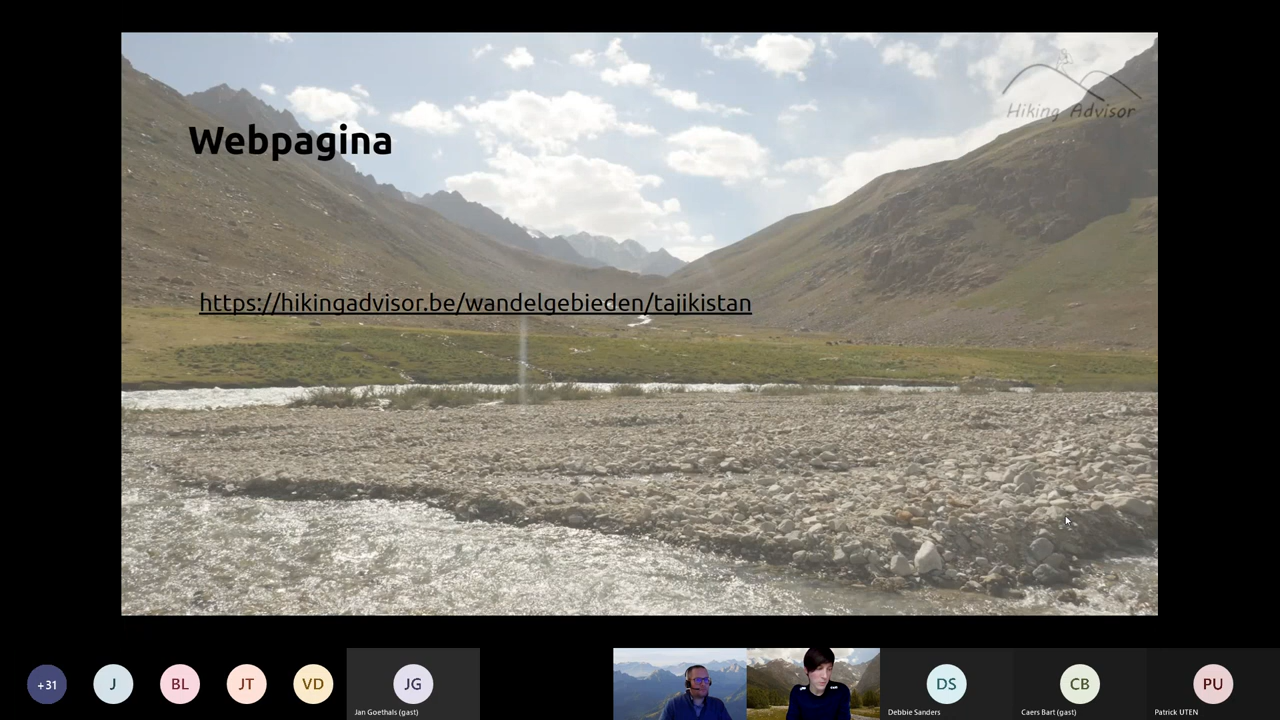 Hiking Advisor
Webpagina
https://hikingadvisor.be/wandelgebieden/tajikistan
+31
J
BL
JT
VD
JG
DS
CB
PU
Jan Goethals (gast)
Debbie Sanders
Caers Bart (gast)
Patrick UTEN